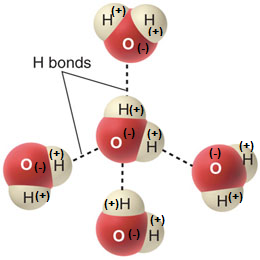 (+) (+)
H H
O (-)
H bonds
H(+)
(-) (+)
O H
(+) (-) (+)
O (-) H O H
H(+) H(+)
(+)H (+)
O(-) H